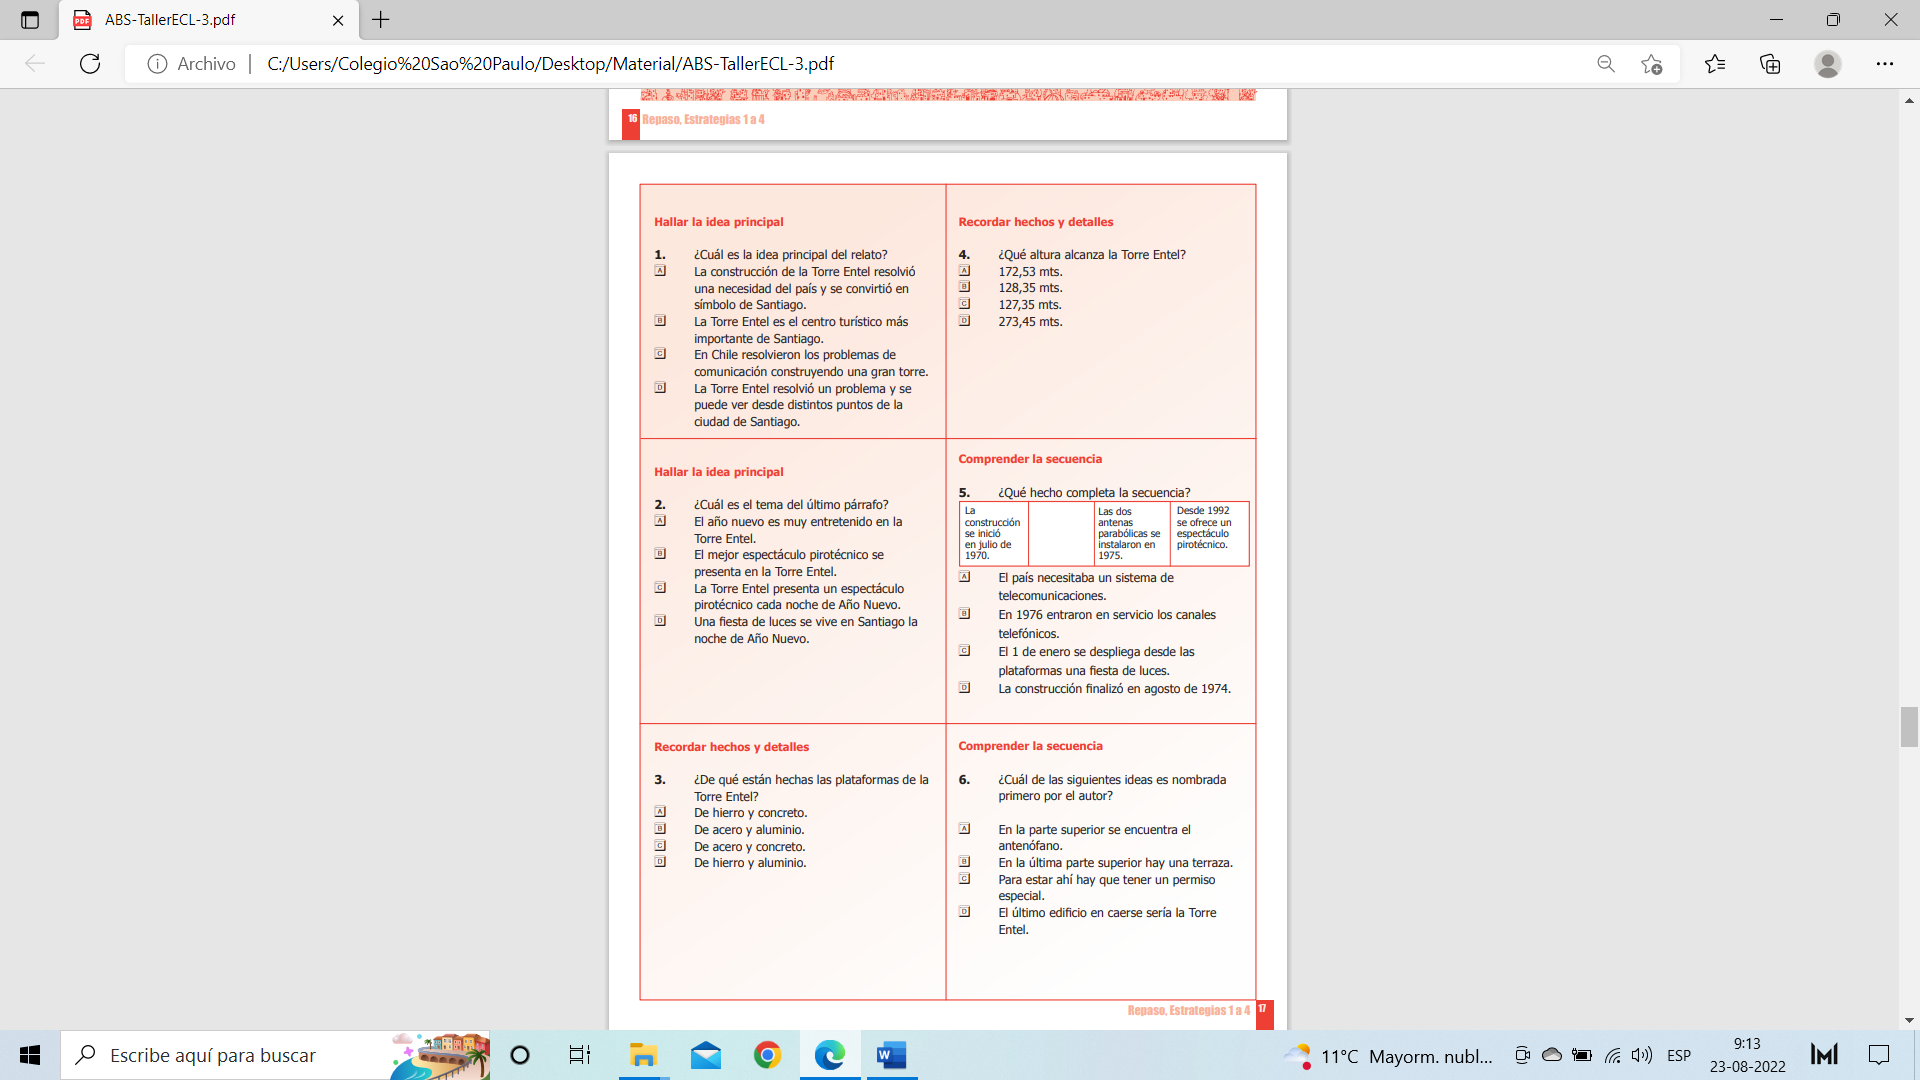 ABS-TallerECL-3.pdf
Archivo
C:/Users/Colegio%20Sao%20Paulo/Desktop/Material/ABS-TallerECL-3.pdf
16 Repaso, Estrategias 1 a 4
Hallar la idea principal
1. ¿Cuál es la idea principal del relato?
A La construcción de la Torre Entel resolvió
una necesidad del país y se convirtió en
símbolo de Santiago.
B La Torre Entel es el centro turístico más
importante de Santiago.
C En Chile resolvieron los problemas de
comunicación construyendo una gran torre.
D La Torre Entel resolvió un problema y se
puede ver desde distintos puntos de la
ciudad de Santiago.
Hallar la idea principal
2. ¿Cuál es el tema del último párrafo?
A El año nuevo es muy entretenido en la
Torre Entel.
B El mejor espectáculo pirotécnico se
presenta en la Torre Entel.
C La Torre Entel presenta un espectáculo
pirotécnico cada noche de Año Nuevo.
D Una fiesta de luces se vive en Santiago la
noche de Año Nuevo.
Recordar hechos y detalles
3. ¿De qué están hechas las plataformas de la
Torre Entel?
A De hierro y concreto.
B De acero y aluminio.
C De acero y concreto.
D De hierro y aluminio.
Recordar hechos y detalles
4. ¿Qué altura alcanza la Torre Entel?
A 172,53 mts.
B 128,35 mts.
C 127,35 mts.
D 273,45 mts.
Comprender la secuencia
5. ¿Qué hecho completa la secuencia?
La
construcción
se inició
en julio de
1970.
Las dos
antenas
parabólicas se
instalaron en
1975.
Desde 1992
se ofrece un
espectáculo
pirotécnico.
A El país necesitaba un sistema de
telecomunicaciones.
B En 1976 entraron en servicio los canales
telefónicos.
C El 1 de enero se despliega desde las
plataformas una fiesta de luces.
D La construcción finalizó en agosto de 1974.
Comprender la secuencia
6. ¿Cuál de las siguientes ideas es nombrada
primero por el autor?
A En la parte superior se encuentra el
antenófano.
B En la última parte superior hay una terraza.
C Para estar ahí hay que tener un permiso
especial.
D El último edificio en caerse sería la Torre
Entel.
Repaso, Estrategias 1 a 4 17
Escribe aquí para buscar
11°C Mayorm. nubl...
ESP
9:13
23-08-2022